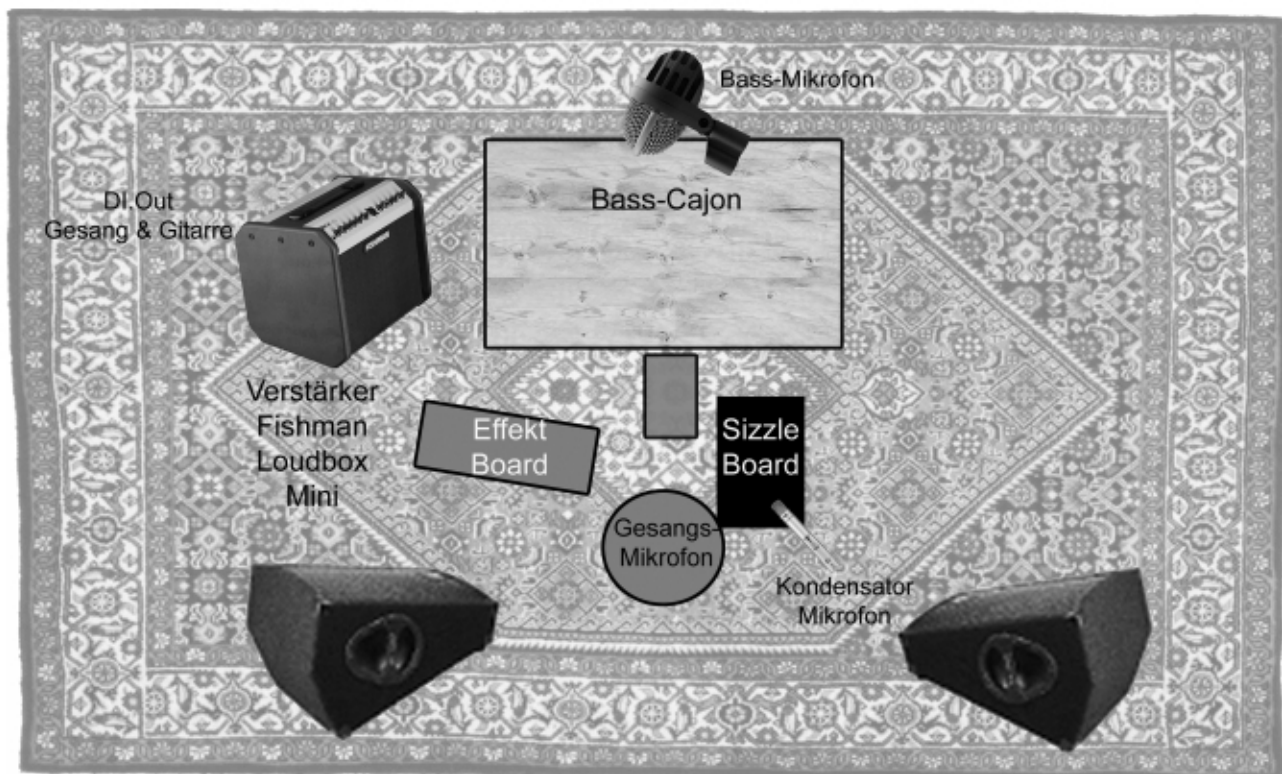 Bass-Mikrofon
Bass-Cajon
DI.Out
Gesang & Gitarre
Verstärker
Fishman
Loudbox
Mini
Effekt
Board
Sizzle
Board
Gesangs-
Mikrofon
Kondensator
Mikrofon